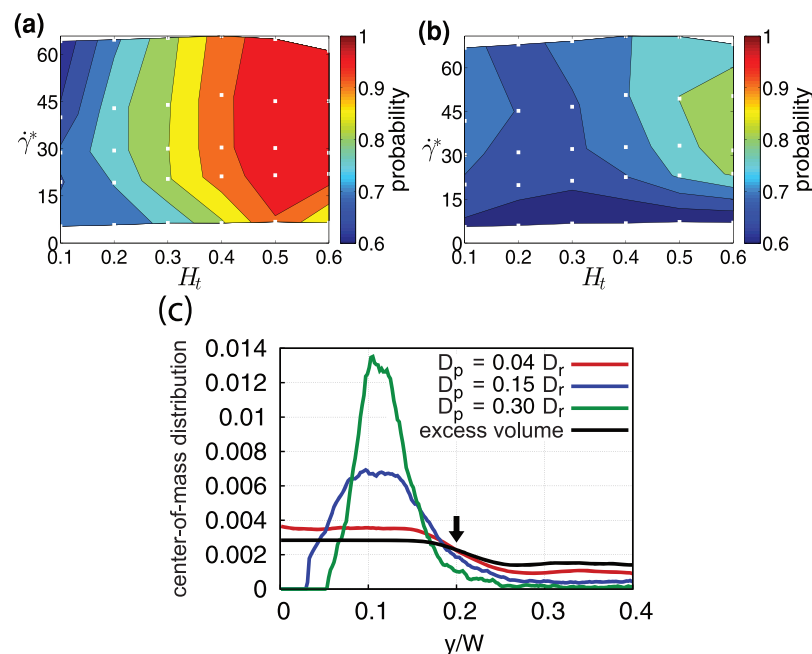 (a)
(b)
60
45
30
15
0
γ̇*
0.1 0.2 0.3 0.4 0.5 0.6
H_t
1
0.9
0.8
0.7
0.6
probability
60
45
30
15
0
γ̇*
0.1 0.2 0.3 0.4 0.5 0.6
H_t
1
0.9
0.8
0.7
0.6
probability
(c)
center-of-mass distribution
0.014
0.012
0.01
0.008
0.006
0.004
0.002
0
D_p = 0.04 D_r
D_p = 0.15 D_r
D_p = 0.30 D_r
excess volume
0 0.1 0.2 0.3 0.4
y/W